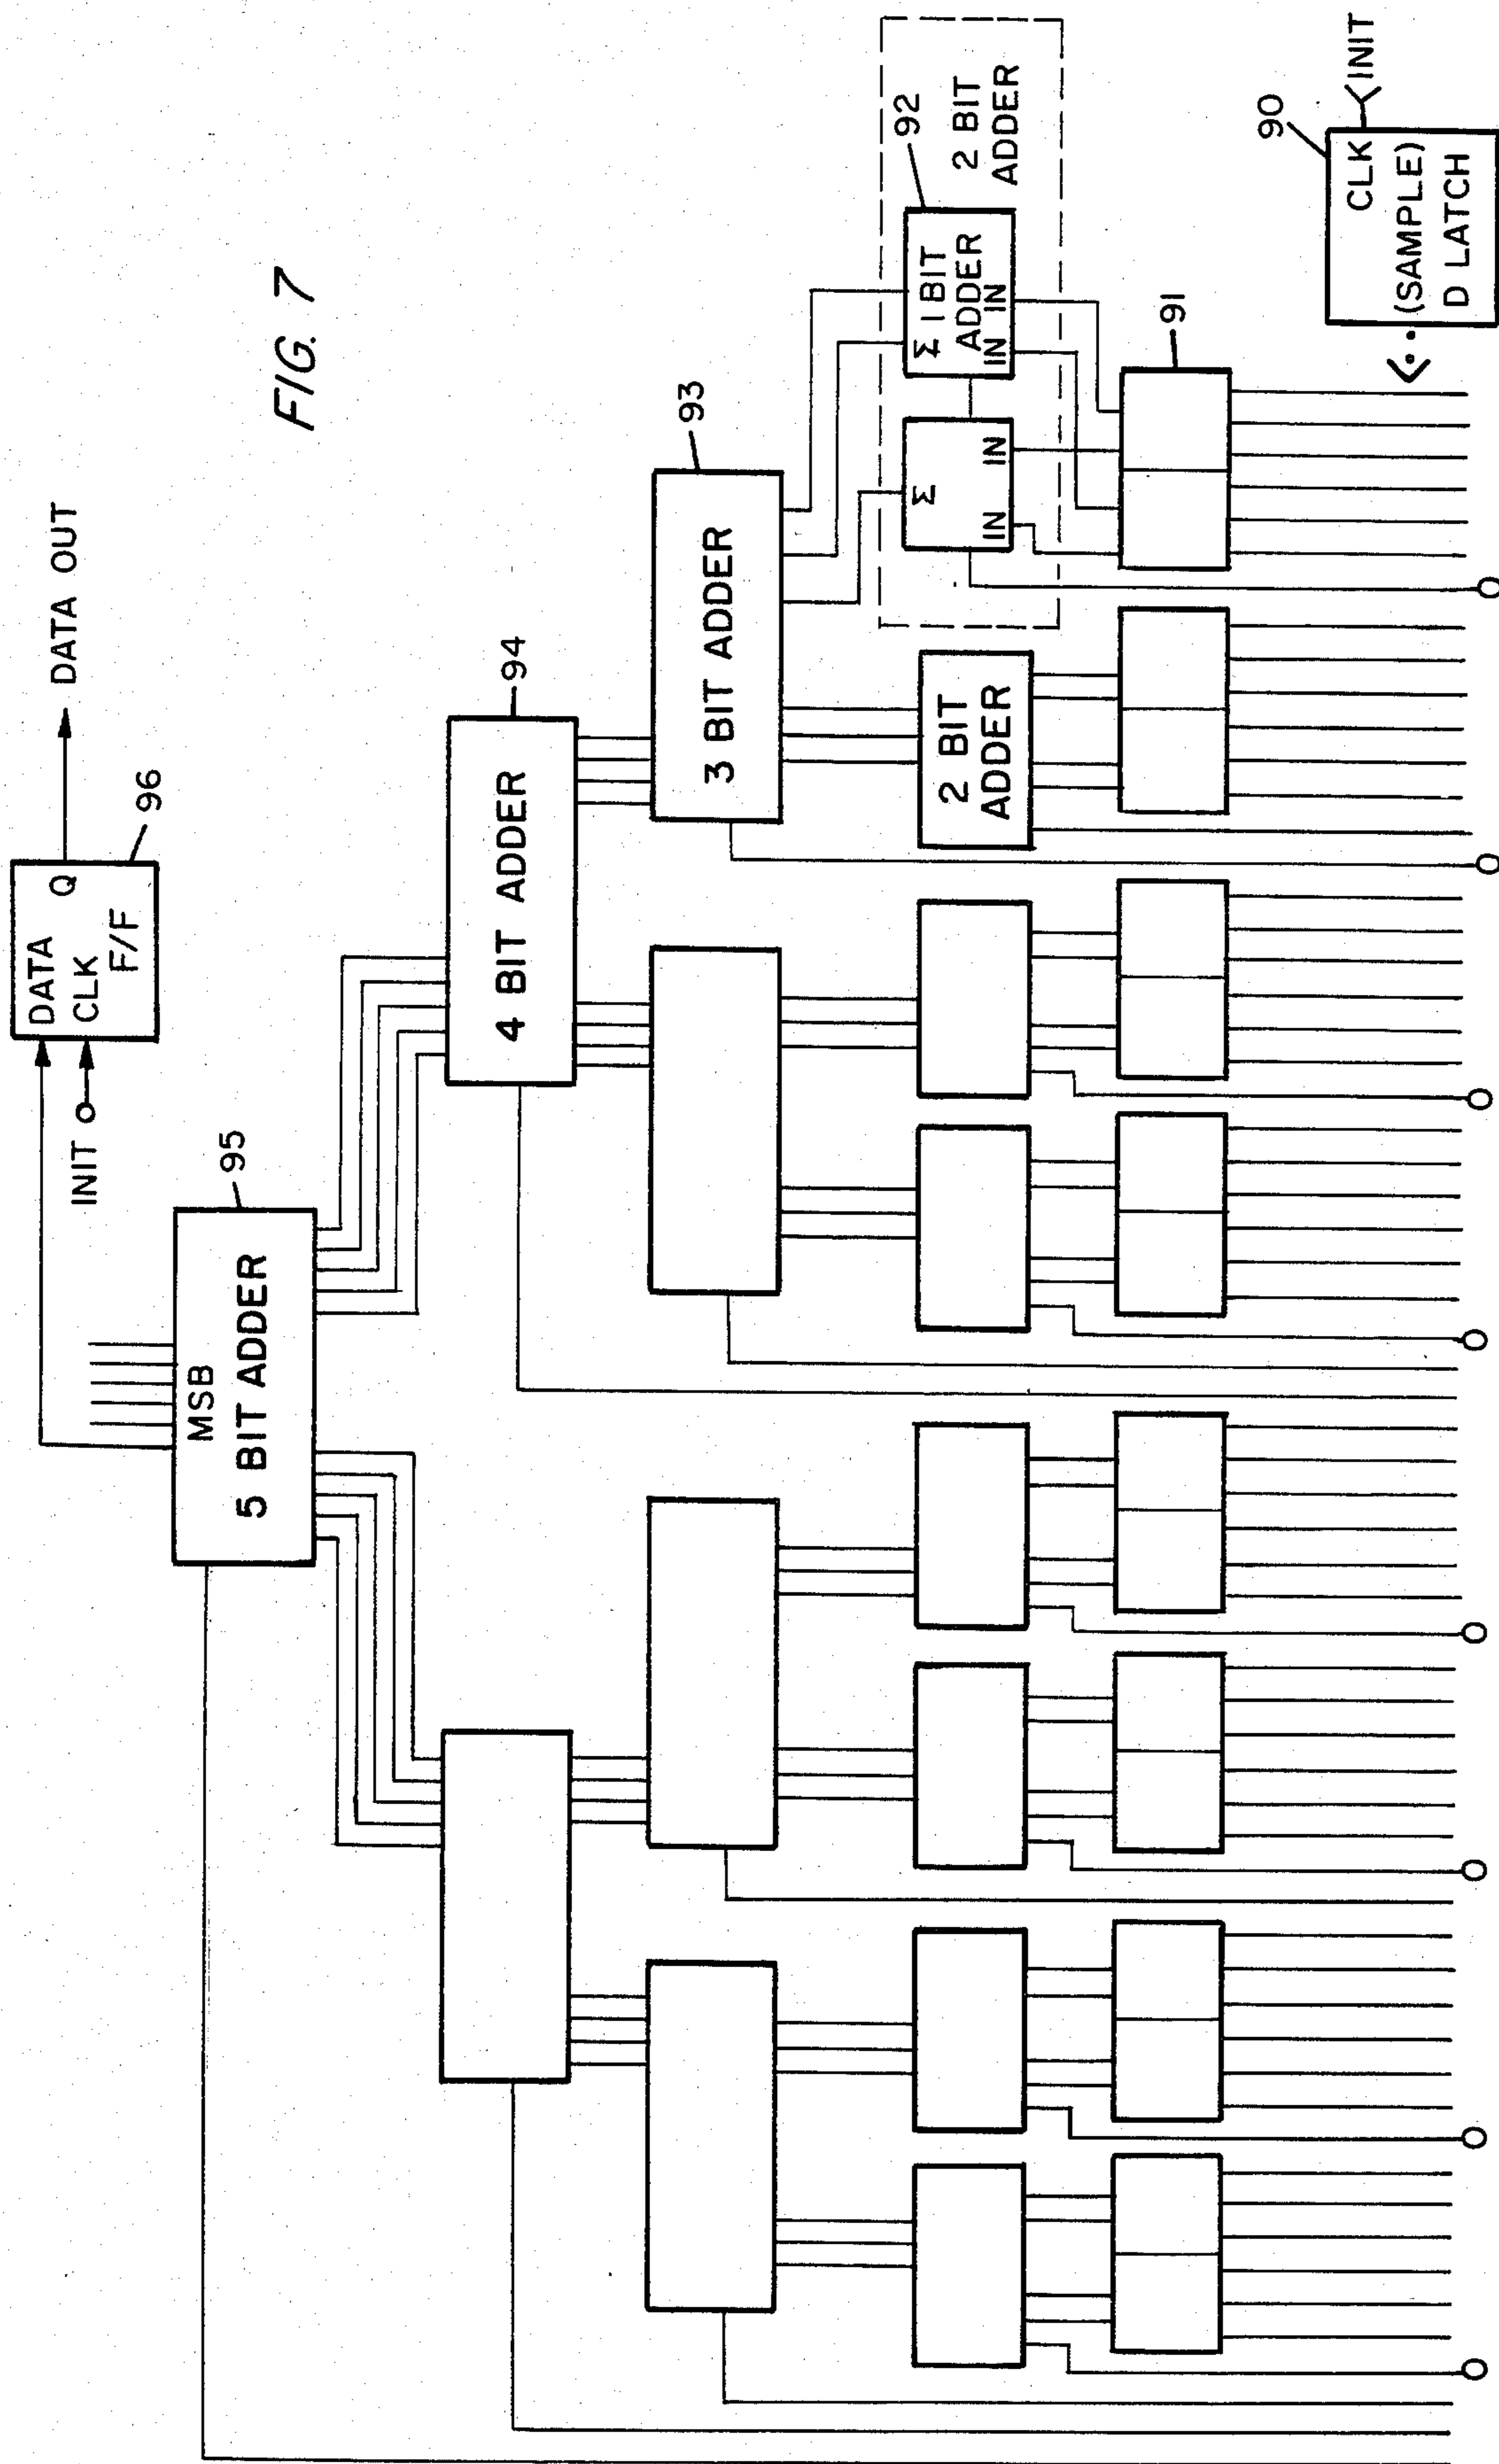 FIG. 7
DATA OUT
DATA Q
CLK
F/F
96
INIT
95
MSB
5 BIT ADDER
94
4 BIT ADDER
93
3 BIT ADDER
92
2 BIT
ADDER
Σ 1 BIT
ADDER
IN IN
Σ
IN IN
2 BIT
ADDER
91
90
CLK
INIT
(SAMPLE)
D LATCH